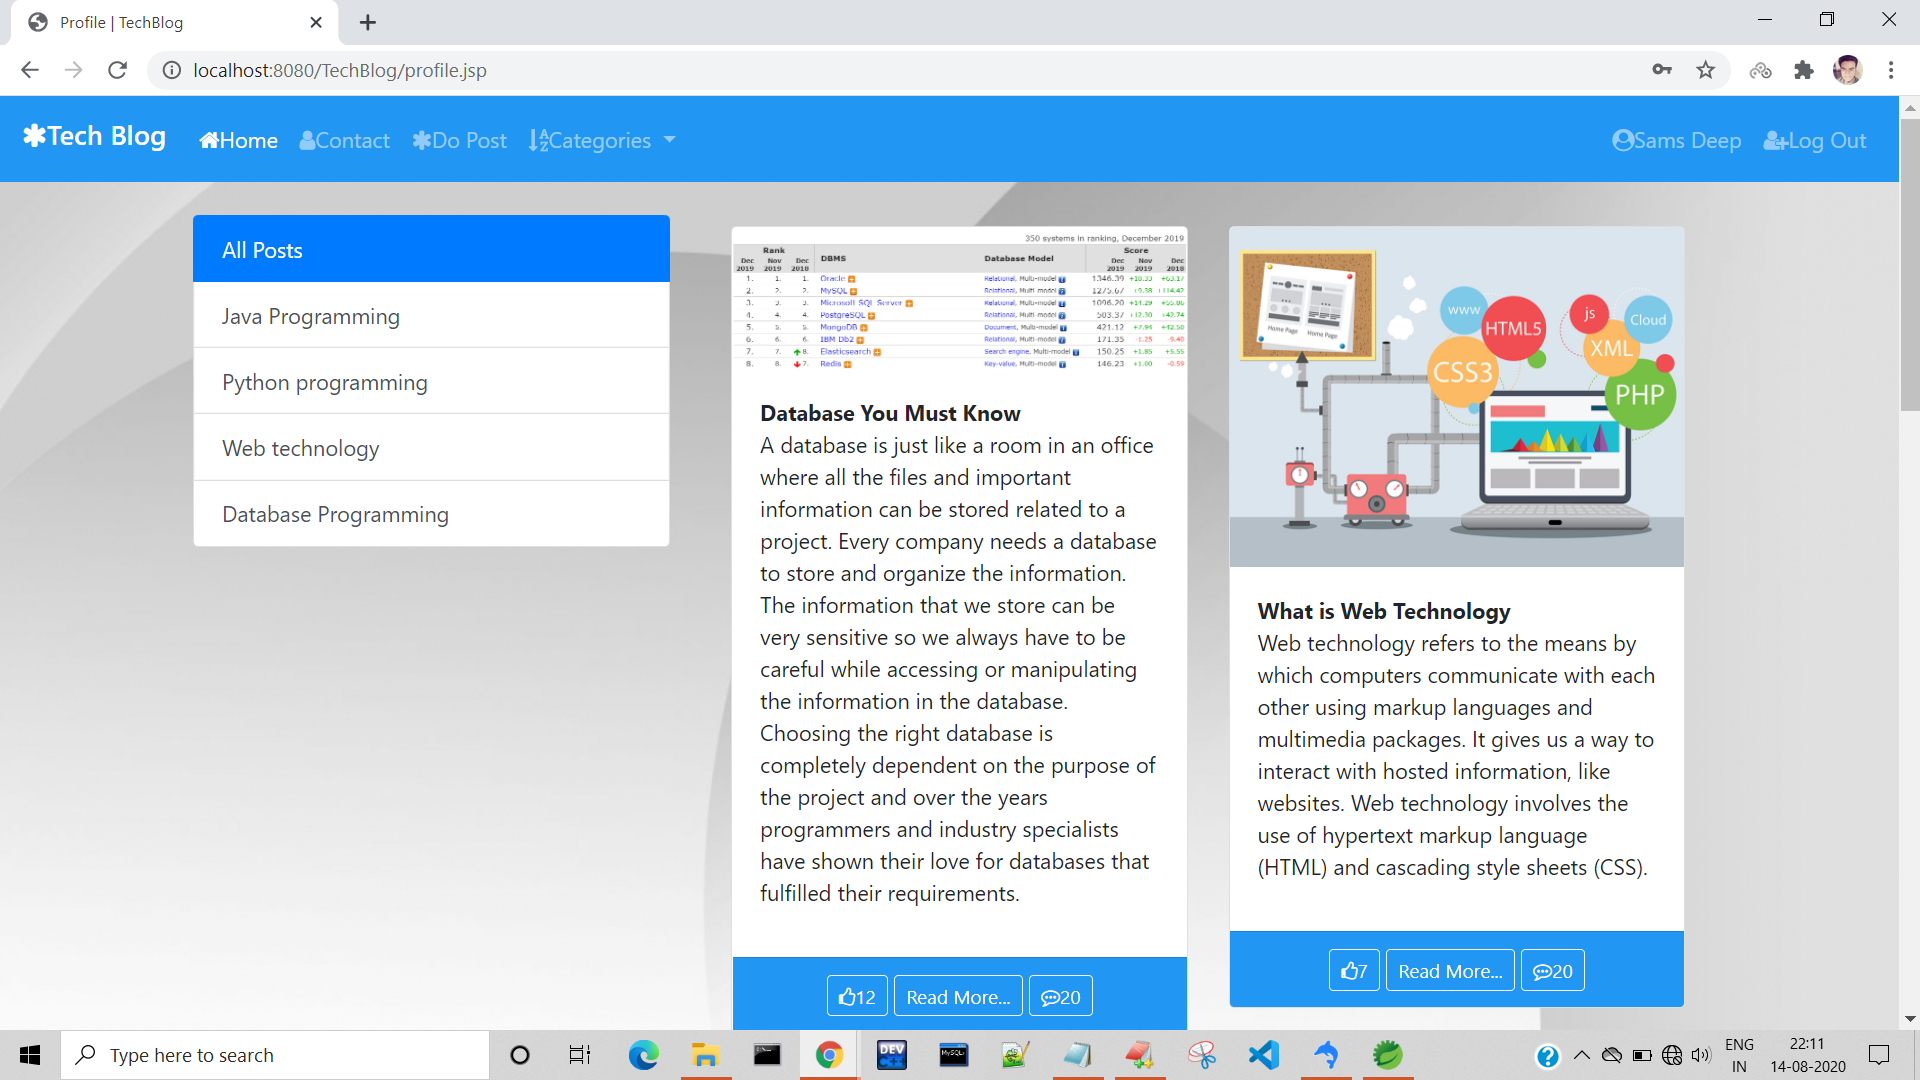 Profile | TechBlog
localhost:8080/TechBlog/profile.jsp
Tech Blog Home Contact Do Post Categories Sams Deep Log Out
All Posts
Java Programming
Python programming
Web technology
Database Programming
350 systems in ranking, December 2019
Rank DBMS Database Model Score
Dec 2019 Nov 2019 Dec 2018 Dec 2019 Nov 2019 Dec 2018
1. 1. 1. Oracle Relational, Multi-model 1346.39 +10.33 +63.17
2. 2. 2. MySQL Relational, Multi-model 1275.67 +9.38 +114.42
3. 3. 3. Microsoft SQL Server Relational, Multi-model 1096.20 +14.29 +55.86
4. 4. 4. PostgreSQL Relational, Multi-model 503.37 +12.30 +42.74
5. 5. 5. MongoDB Document, Multi-model 421.12 +7.94 +42.50
6. 6. 6. IBM Db2 Relational, Multi-model 171.35 -1.25 -9.40
7. 7. 8. Elasticsearch Search engine, Multi-model 150.25 +1.85 +5.55
8. 8. 7. Redis Key-value, Multi-model 146.23 +1.00 -0.59
Database You Must Know
A database is just like a room in an office
where all the files and important
information can be stored related to a
project. Every company needs a database
to store and organize the information.
The information that we store can be
very sensitive so we always have to be
careful while accessing or manipulating
the information in the database.
Choosing the right database is
completely dependent on the purpose of
the project and over the years
programmers and industry specialists
have shown their love for databases that
fulfilled their requirements.
12 Read More... 20
Home Page Home Page
www
HTML5
CSS3
js
Cloud
XML
PHP
What is Web Technology
Web technology refers to the means by
which computers communicate with each
other using markup languages and
multimedia packages. It gives us a way to
interact with hosted information, like
websites. Web technology involves the
use of hypertext markup language
(HTML) and cascading style sheets (CSS).
7 Read More... 20
Type here to search
DEV
C++
MySQL
ENG
IN
22:11
14-08-2020